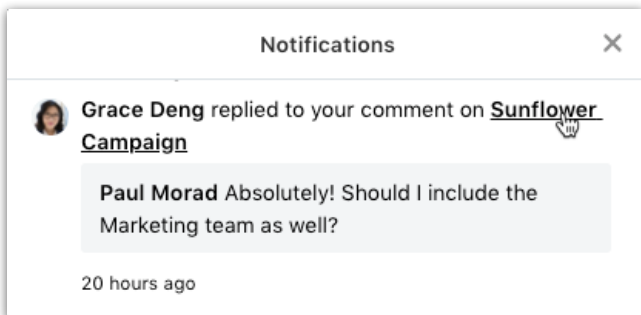 Notifications
Grace Deng replied to your comment on Sunflower
Campaign
Paul Morad Absolutely! Should I include the
Marketing team as well?
20 hours ago